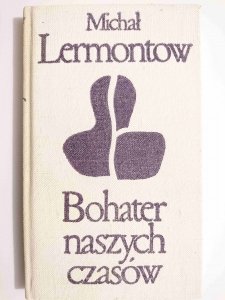 Michał
Lermontow
Bohater
naszych
czasów